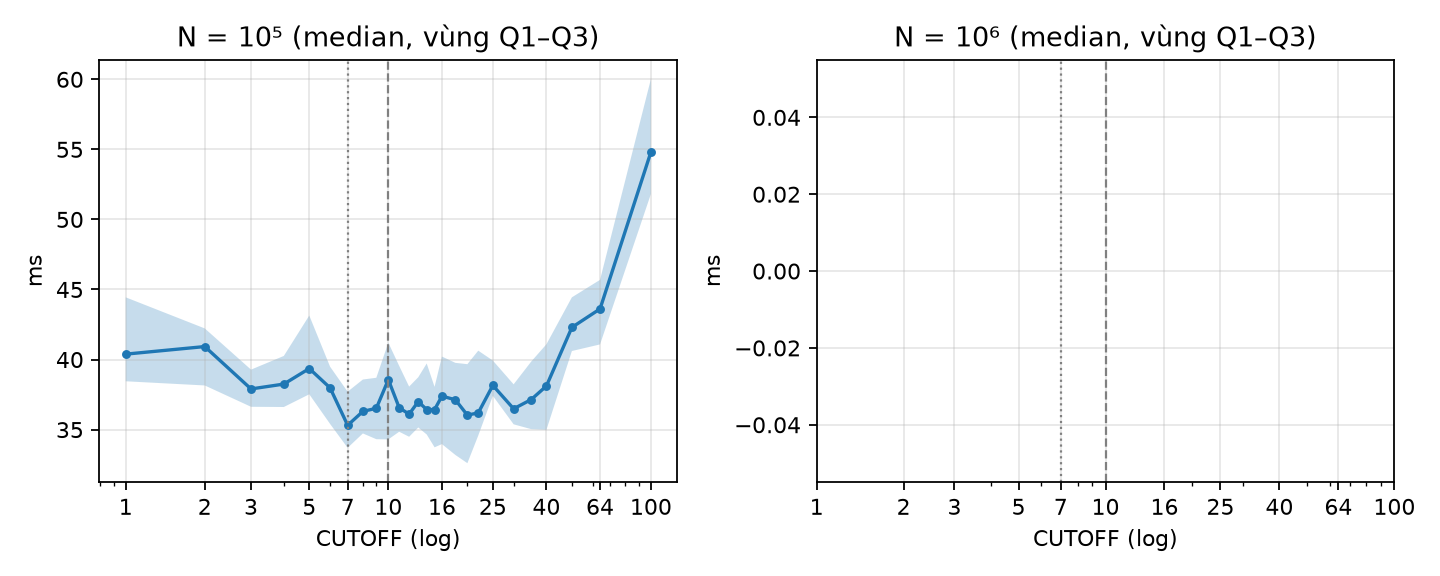 N = 10⁵ (median, vùng Q1–Q3)
60
55
50
45
40
35
ms
1 2 3 5 7 10 16 25 40 64 100
CUTOFF (log)
N = 10⁶ (median, vùng Q1–Q3)
0.04
0.02
0.00
−0.02
−0.04
ms
1 2 3 5 7 10 16 25 40 64 100
CUTOFF (log)